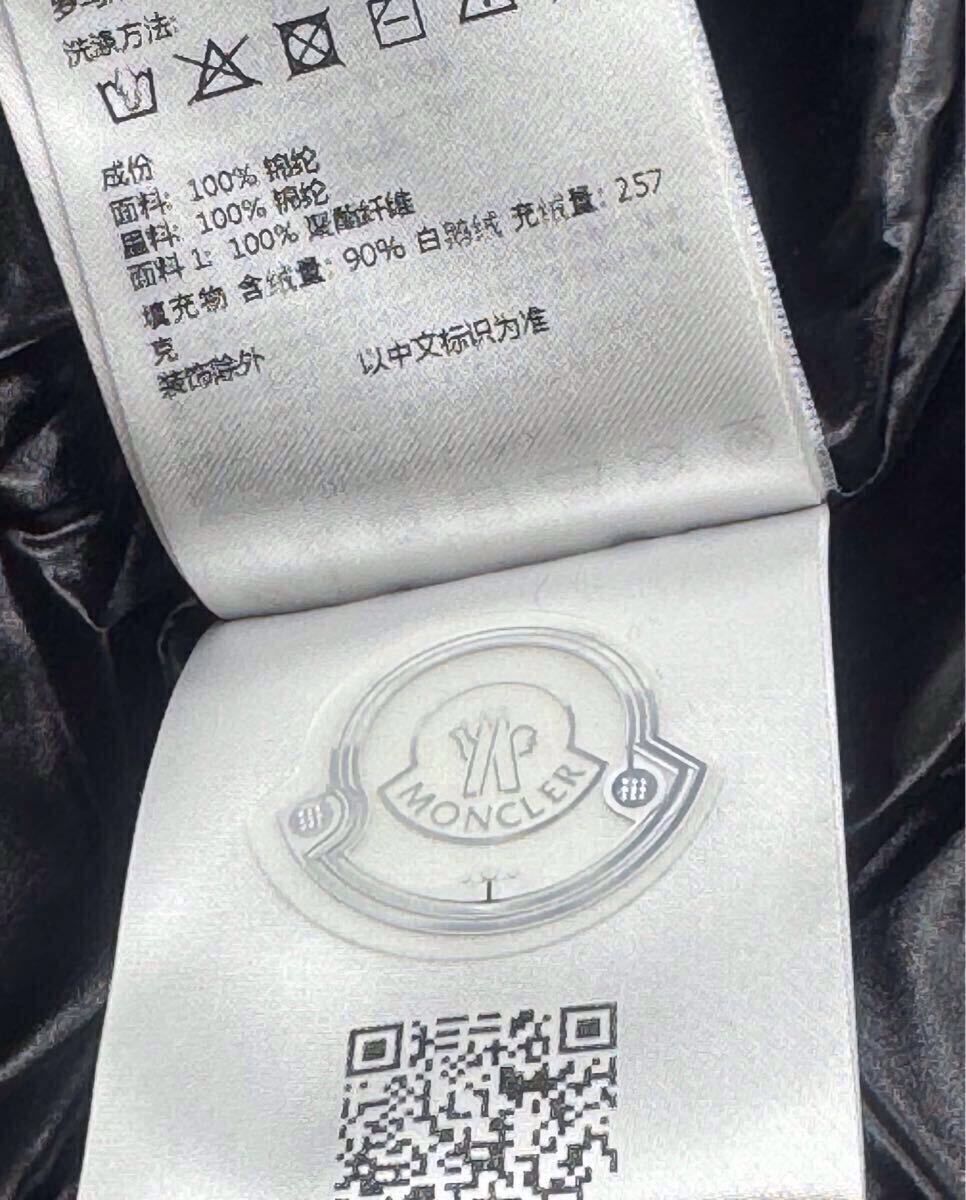 洗涤方法:
成份
面料: 100% 锦纶
里料: 100% 锦纶
面料 1: 100% 聚酯纤维
填充物 含绒量: 90% 白鹅绒 充绒量: 257
克
装饰除外 以中文标识为准
MONCLER